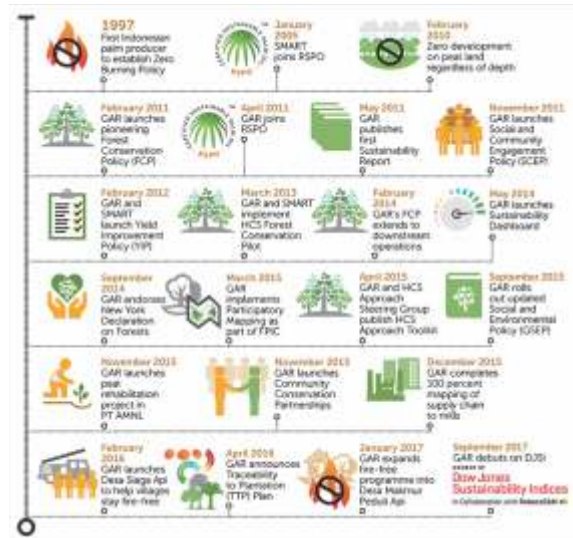 1997
First Indonesian
palm producer
to establish Zero
Burning Policy
January
2005
SMART
joins RSPO
February
2010
Zero development
on peat land
regardless of depth
February 2011
GAR launches
pioneering
Forest
Conservation
Policy (FCP)
April 2011
GAR joins
RSPO
May 2011
GAR
publishes
first
Sustainability
Report
November 2011
GAR launches
Social and
Community
Engagement
Policy (SCEP)
February 2012
GAR and
SMART
launch Yield
Improvement
Policy (YIP)
March 2013
GAR and SMART
implement
HCS Forest
Conservation
Pilot
February
2014
GAR's FCP
extends to
downstream
operations
May 2014
GAR launches
Sustainability
Dashboard
September
2014
GAR endorses
New York
Declaration
on Forests
March 2015
GAR
implements
Participatory
Mapping as
part of FPIC
April 2015
GAR and HCS
Approach
Steering Group
publish HCS
Approach Toolkit
September 2015
GAR rolls
out updated
Social and
Environmental
Policy (GSEP)
November 2015
GAR launches
peat
rehabilitation
project in
PT AMNL
November 2015
GAR launches
Community
Conservation
Partnerships
December 2015
GAR completes
100 percent
mapping of
supply chain
to mills
February
2016
GAR launches
Desa Siaga Api
to help villages
stay fire-free
April 2016
GAR announces
Traceability
to Plantation
(TTP) Plan
January 2017
GAR expands
fire-free
programme into
Desa Makmur
Peduli Api
September 2017
GAR debuts on DJSI
Dow Jones
Sustainability Indices
In Collaboration with